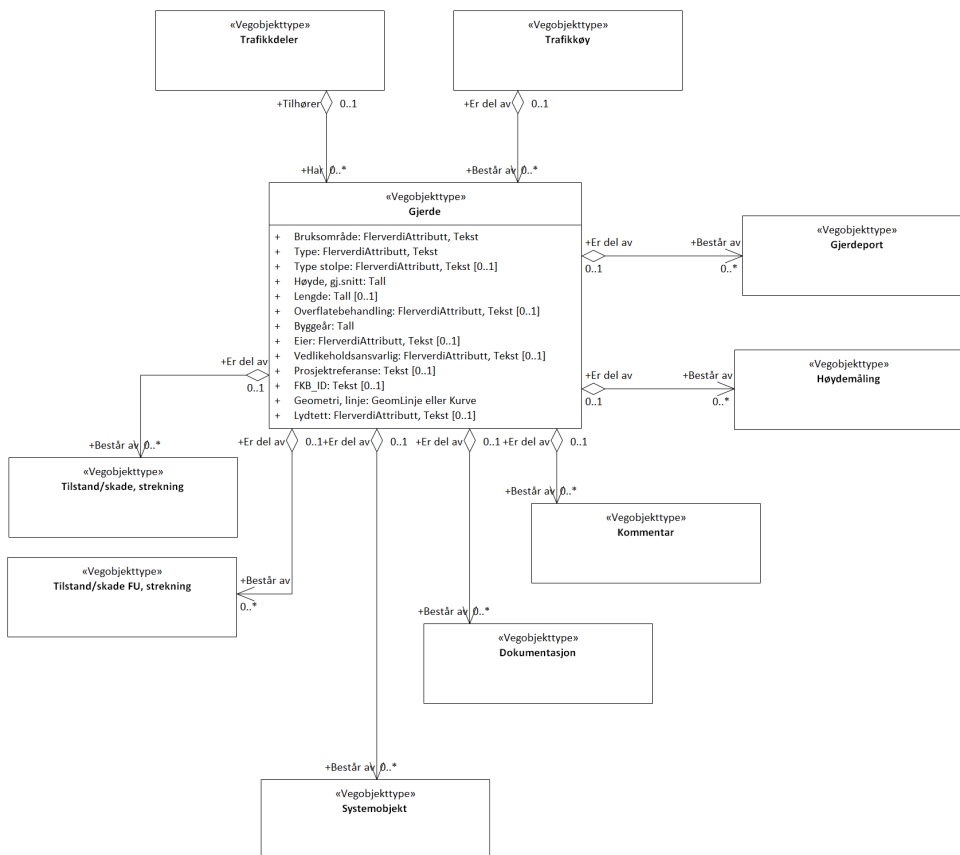 «Vegobjekttype»
Trafikkdeler
«Vegobjekttype»
Trafikkøy
+Tilhører
0..1
+Er del av
0..1
+Har
0..*
+Består av
0..*
«Vegobjekttype»
Gjerde
+ Bruksområde: FlerverdiAttributt, Tekst
+ Type: FlerverdiAttributt, Tekst
+ Type stolpe: FlerverdiAttributt, Tekst [0..1]
+ Høyde, gj.snitt: Tall
+ Lengde: Tall [0..1]
+ Overflatebehandling: FlerverdiAttributt, Tekst [0..1]
+ Byggeår: Tall
+ Eier: FlerverdiAttributt, Tekst [0..1]
+ Vedlikeholdsansvarlig: FlerverdiAttributt, Tekst [0..1]
+ Prosjektreferanse: Tekst [0..1]
+ FKB_ID: Tekst [0..1]
+ Geometri, linje: GeomLinje eller Kurve
+ Lydtett: FlerverdiAttributt, Tekst [0..1]
+Er del av
0..1
+Består av
0..*
«Vegobjekttype»
Gjerdeport
+Er del av
0..1
+Består av
0..*
«Vegobjekttype»
Høydemåling
+Er del av
0..1
+Består av
0..*
«Vegobjekttype»
Tilstand/skade, strekning
+Er del av
0..1
+Er del av
0..1
+Er del av
0..1
+Er del av
0..1
+Består av
0..*
«Vegobjekttype»
Kommentar
+Består av
0..*
«Vegobjekttype»
Tilstand/skade FU, strekning
+Består av
0..*
«Vegobjekttype»
Dokumentasjon
+Består av
0..*
«Vegobjekttype»
Systemobjekt